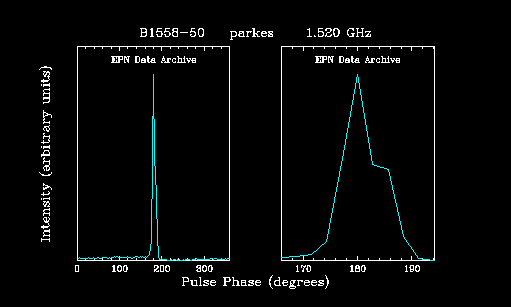 B1558-50 parkes 1.520 GHz
EPN Data Archive EPN Data Archive
Intensity (arbitrary units)
0 100 200 300 170 180 190
Pulse Phase (degrees)